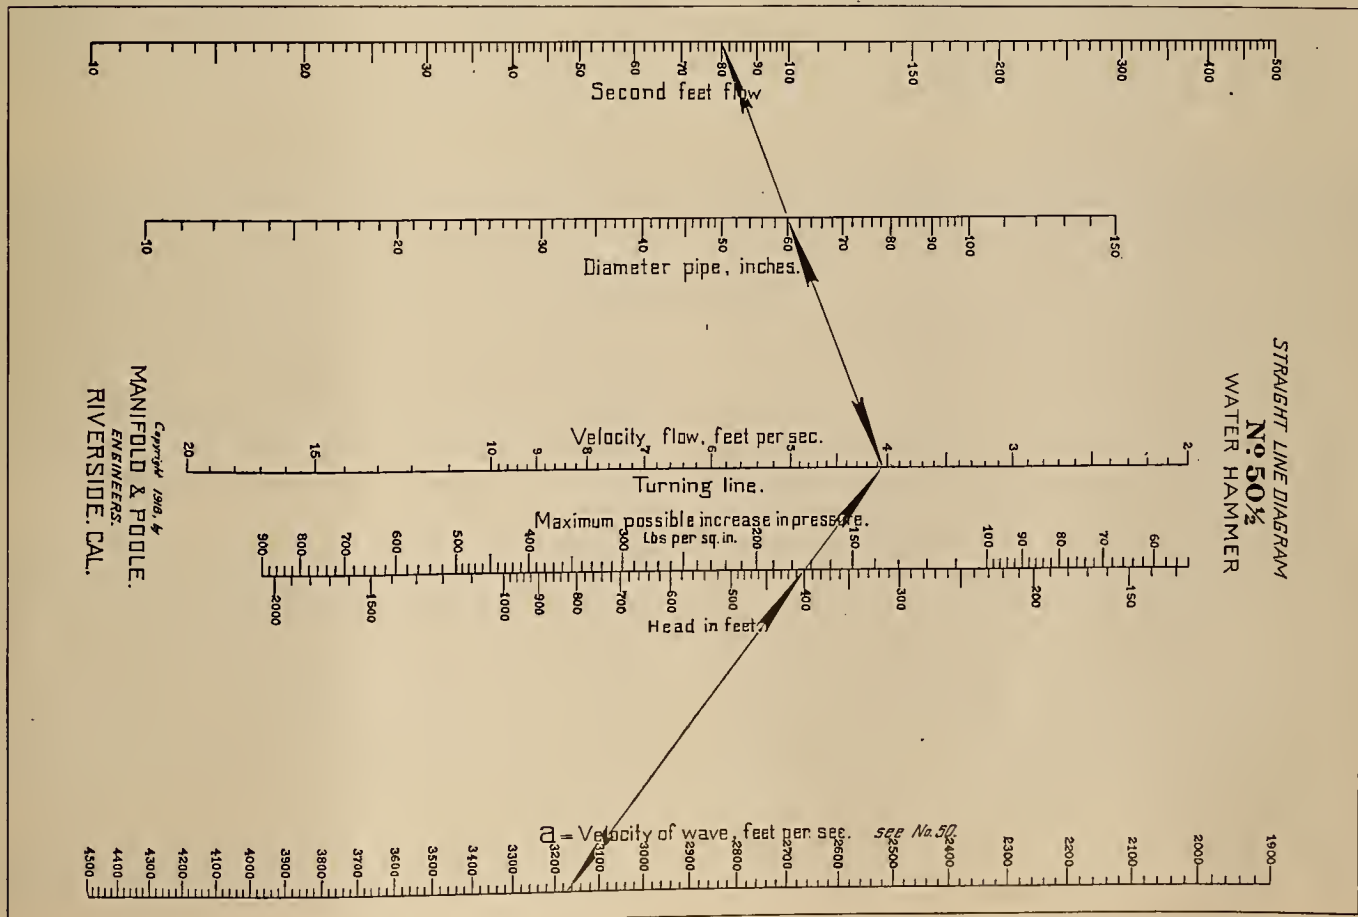 10 20 30 40 50 60 70 80 90 100 150 200 300 400 500
Second feet flow
10 20 30 40 50 60 70 80 90 100 150
Diameter pipe, inches.
STRAIGHT LINE DIAGRAM
No. 50½
WATER HAMMER
Velocity flow, feet per sec.
20 15 10 9 8 7 6 5 4 3 2
Turning line.
Maximum possible increase in pressure.
Lbs per sq. in.
900 800 700 600 500 400 300 200 150 100 90 80 70 60
2000 1500 1000 900 800 700 600 500 400 300 200 150
Head in feet.
Copyright 1918, by
MANIFOLD & POOLE.
ENGINEERS.
RIVERSIDE. CAL.
a = Velocity of wave, feet per sec. see No. 50.
4500 4400 4300 4200 4100 4000 3900 3800 3700 3600 3500 3400 3300 3200 3100 3000 2900 2800 2700 2600 2500 2400 2300 2200 2100 2000 1900